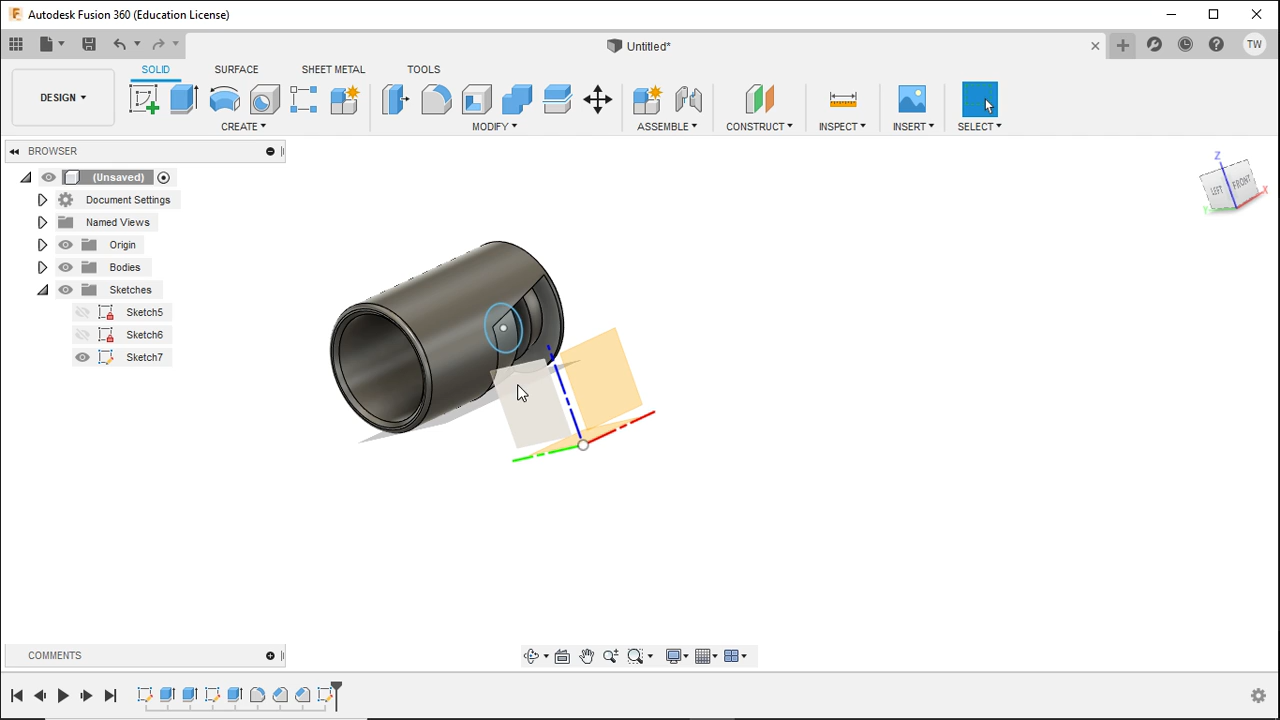 Autodesk Fusion 360 (Education License)
Untitled*
TW
DESIGN
SOLID
SURFACE
SHEET METAL
TOOLS
CREATE
MODIFY
ASSEMBLE
CONSTRUCT
INSPECT
INSERT
SELECT
BROWSER
(Unsaved)
Document Settings
Named Views
Origin
Bodies
Sketches
Sketch5
Sketch6
Sketch7
Z
LEFT
FRONT
X
Y
COMMENTS